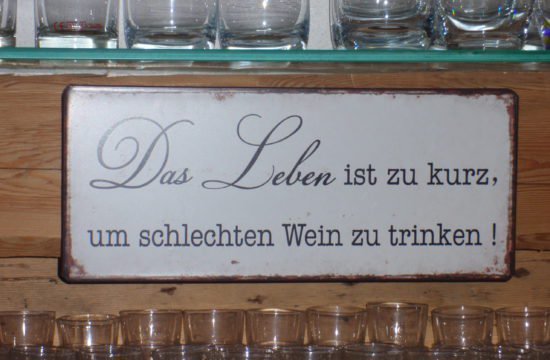 Das Leben ist zu kurz,
um schlechten Wein zu trinken !